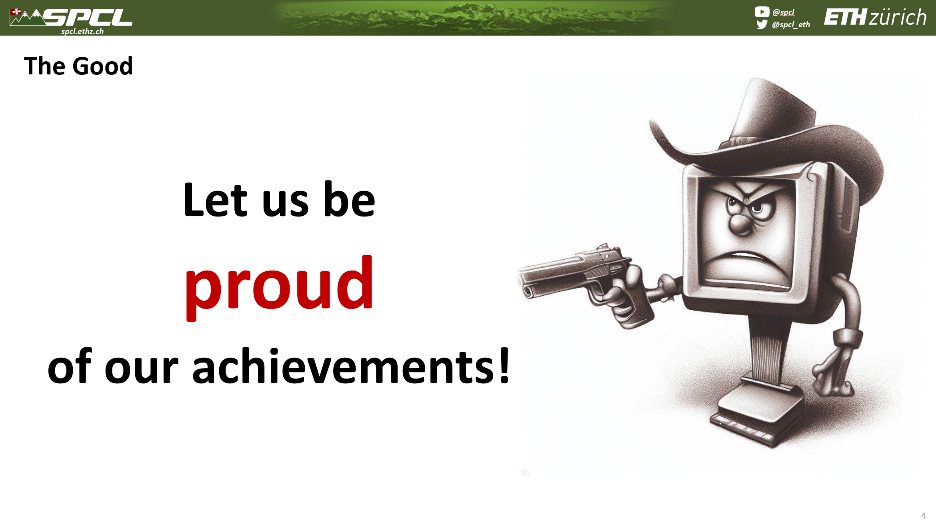 SPCL
spcl.ethz.ch
@spcl
@spcl_eth
ETH zürich
The Good
Let us be
proud
of our achievements!
4